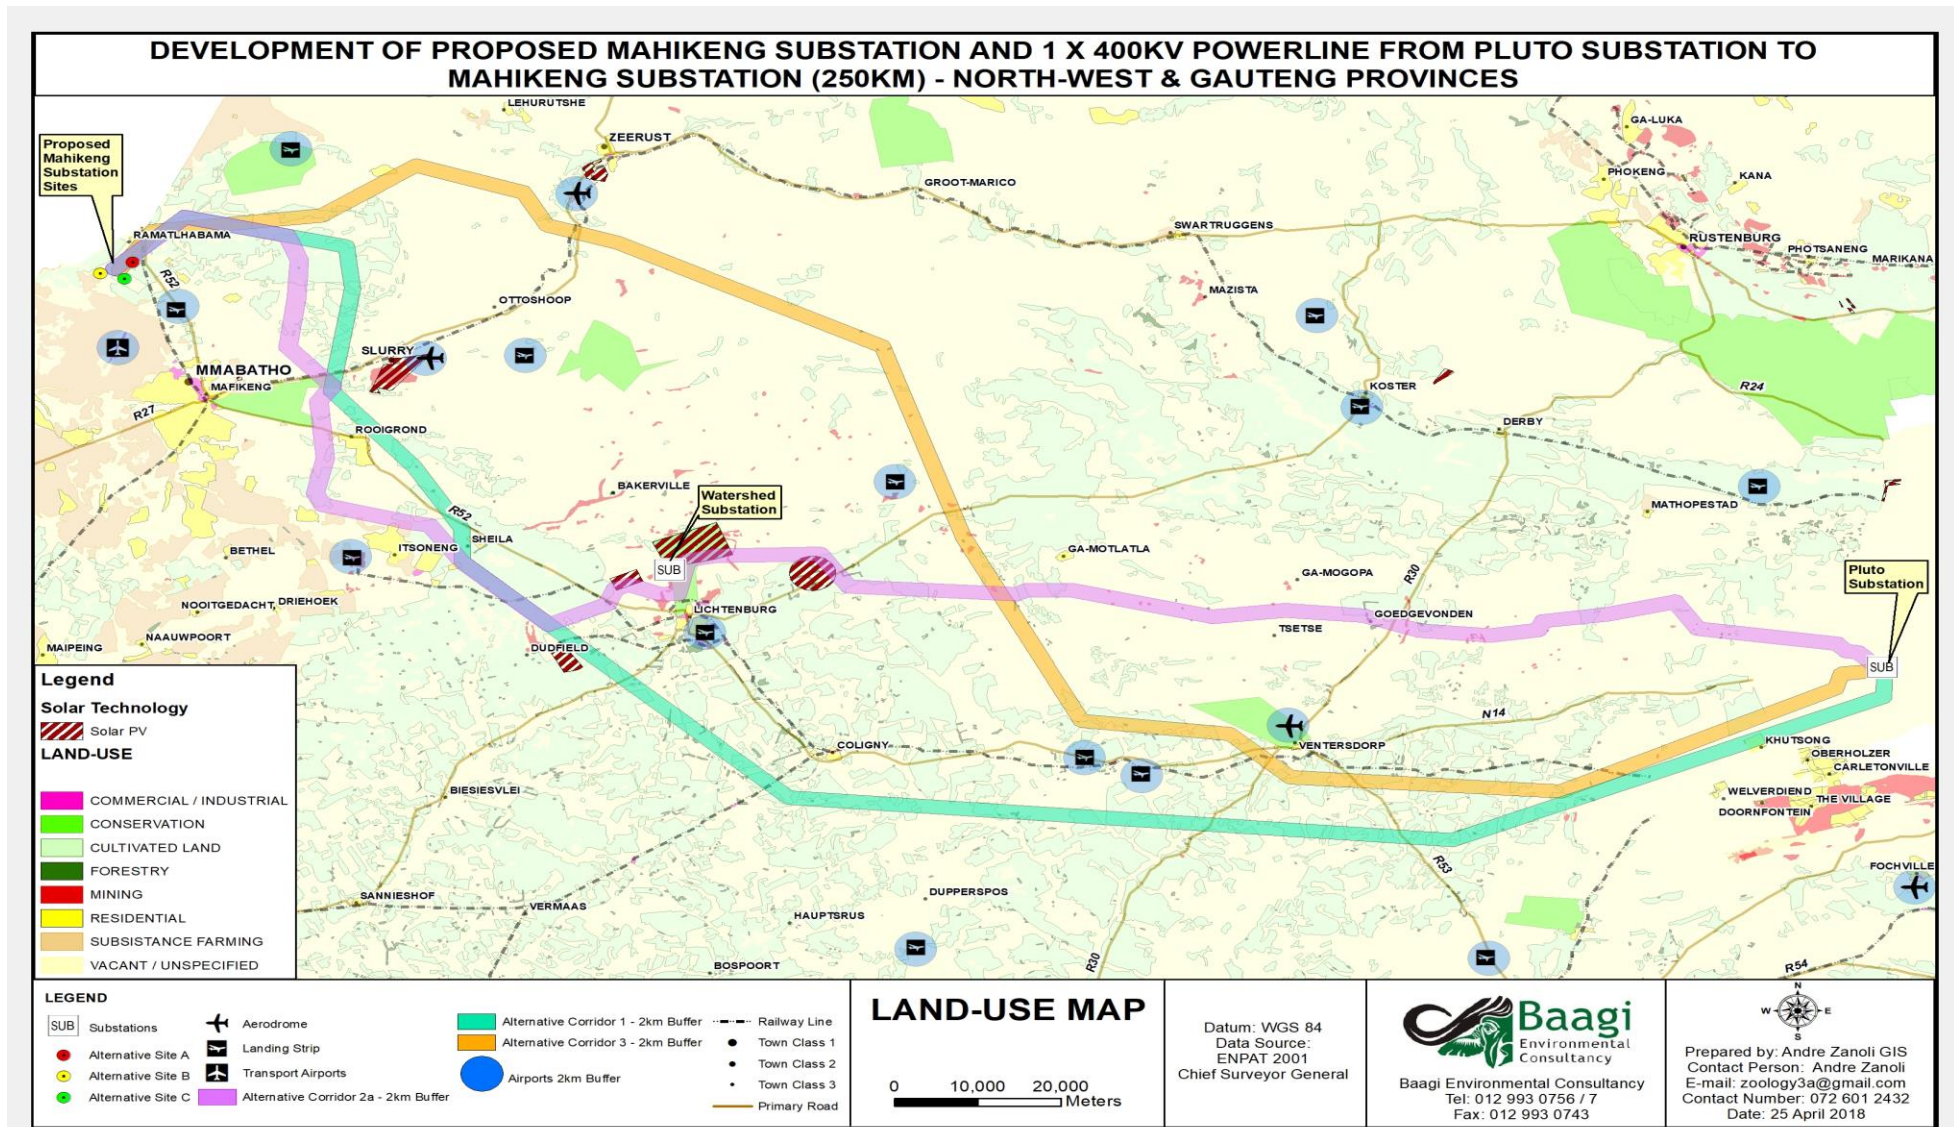 DEVELOPMENT OF PROPOSED MAHIKENG SUBSTATION AND 1 X 400KV POWERLINE FROM PLUTO SUBSTATION TO
MAHIKENG SUBSTATION (250KM) - NORTH-WEST & GAUTENG PROVINCES
LEHURUTSHE
ZEERUST
GA-LUKA
Proposed
Mahikeng
Substation
Sites
PHOKENG
KANA
GROOT-MARICO
SWARTRUGGENS
RAMATLHABAMA
RUSTENBURG
PHOTSANENG
MARIKANA
R52
OTTOSHOOP
MAZISTA
SLURRY
MMABATHO
MAFIKENG
KOSTER
R24
R27
ROOIGROND
DERBY
BAKERVILLE
Watershed
Substation
MATHOPESTAD
R52
SHEILA
ITSONENG
BETHEL
GA-MOTLATLA
SUB
GA-MOGOPA
R30
Pluto
Substation
NOOITGEDACHT
DRIEHOEK
LICHTENBURG
GOEDGEVONDEN
NAAUWPOORT
TSETSE
MAIPEING
DUDFIELD
SUB
N14
COLIGNY
VENTERSDORP
KHUTSONG
OBERHOLZER
CARLETONVILLE
BIESIESVLEI
WELVERDIEND
THE VILLAGE
DOORNFONTEIN
R53
FOCHVILLE
SANNIESHOF
VERMAAS
DUPPERSPOS
HAUPTSRUS
BOSPOORT
R30
R54
Legend
Solar Technology
Solar PV
LAND-USE
COMMERCIAL / INDUSTRIAL
CONSERVATION
CULTIVATED LAND
FORESTRY
MINING
RESIDENTIAL
SUBSISTANCE FARMING
VACANT / UNSPECIFIED
LEGEND
SUB Substations
Alternative Site A
Alternative Site B
Alternative Site C
Aerodrome
Landing Strip
Transport Airports
Alternative Corridor 2a - 2km Buffer
Alternative Corridor 1 - 2km Buffer
Alternative Corridor 3 - 2km Buffer
Airports 2km Buffer
Railway Line
Town Class 1
Town Class 2
Town Class 3
Primary Road
LAND-USE MAP
0 10,000 20,000
Meters
Datum: WGS 84
Data Source:
ENPAT 2001
Chief Surveyor General
Baagi
Environmental
Consultancy
Baagi Environmental Consultancy
Tel: 012 993 0756 / 7
Fax: 012 993 0743
N
W E
S
Prepared by: Andre Zanoli GIS
Contact Person: Andre Zanoli
E-mail: zoology3a@gmail.com
Contact Number: 072 601 2432
Date: 25 April 2018